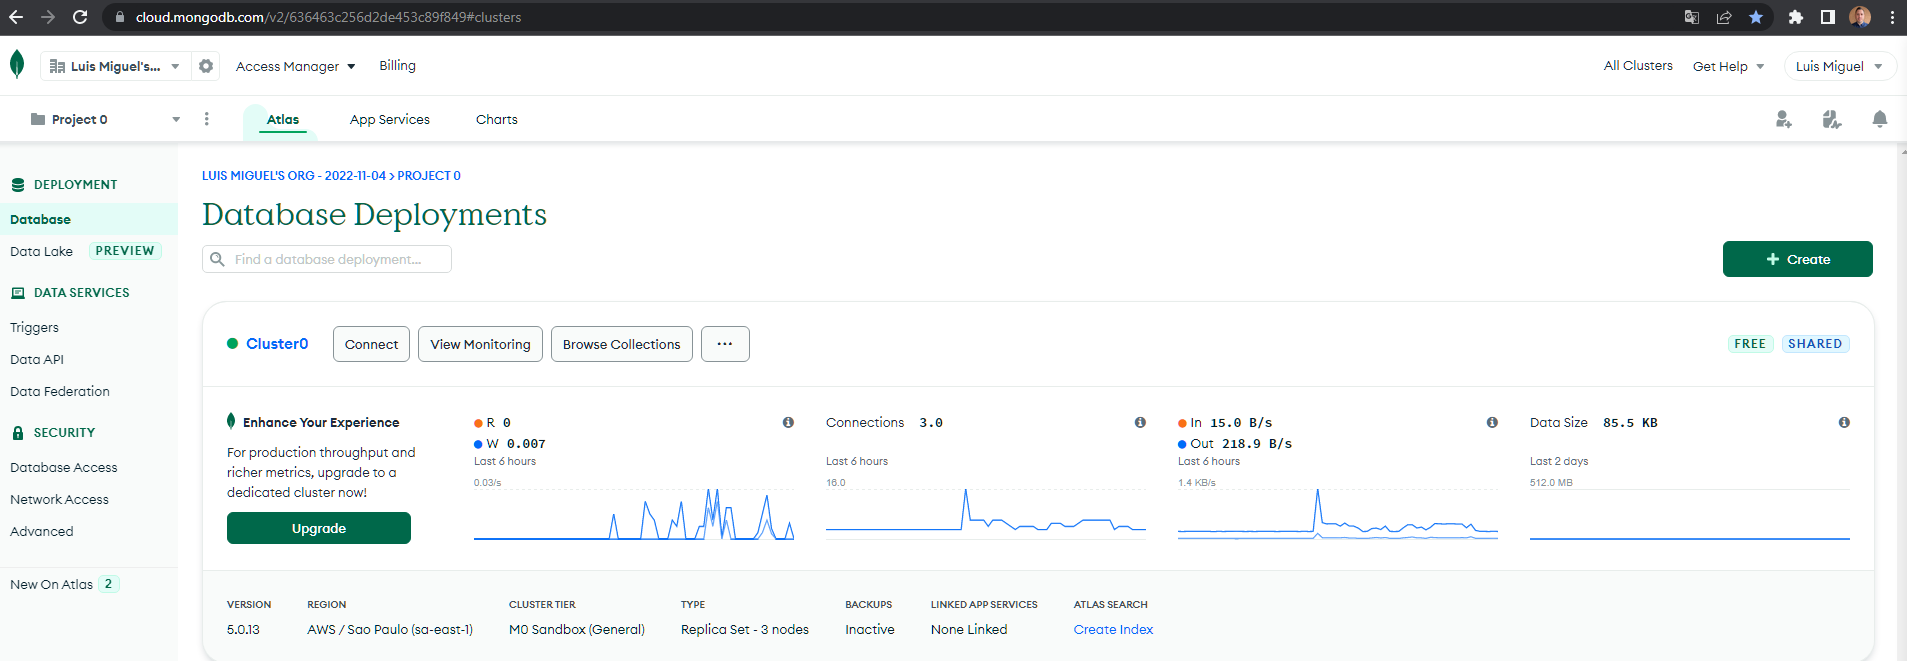 cloud.mongodb.com/v2/636463c256d2de453c89f849#clusters
Luis Miguel's...
Access Manager
Billing
All Clusters
Get Help
Luis Miguel
Project 0
Atlas
App Services
Charts
DEPLOYMENT
Database
Data Lake PREVIEW
DATA SERVICES
Triggers
Data API
Data Federation
SECURITY
Database Access
Network Access
Advanced
New On Atlas 2
LUIS MIGUEL'S ORG - 2022-11-04 > PROJECT 0
Database Deployments
Find a database deployment...
+ Create
Cluster0
Connect
View Monitoring
Browse Collections
...
FREE
SHARED
Enhance Your Experience
For production throughput and
richer metrics, upgrade to a
dedicated cluster now!
Upgrade
R 0
W 0.007
Last 6 hours
0.03/s
Connections 3.0
Last 6 hours
16.0
In 15.0 B/s
Out 218.9 B/s
Last 6 hours
1.4 KB/s
Data Size 85.5 KB
Last 2 days
512.0 MB
VERSION
5.0.13
REGION
AWS / Sao Paulo (sa-east-1)
CLUSTER TIER
M0 Sandbox (General)
TYPE
Replica Set - 3 nodes
BACKUPS
Inactive
LINKED APP SERVICES
None Linked
ATLAS SEARCH
Create Index